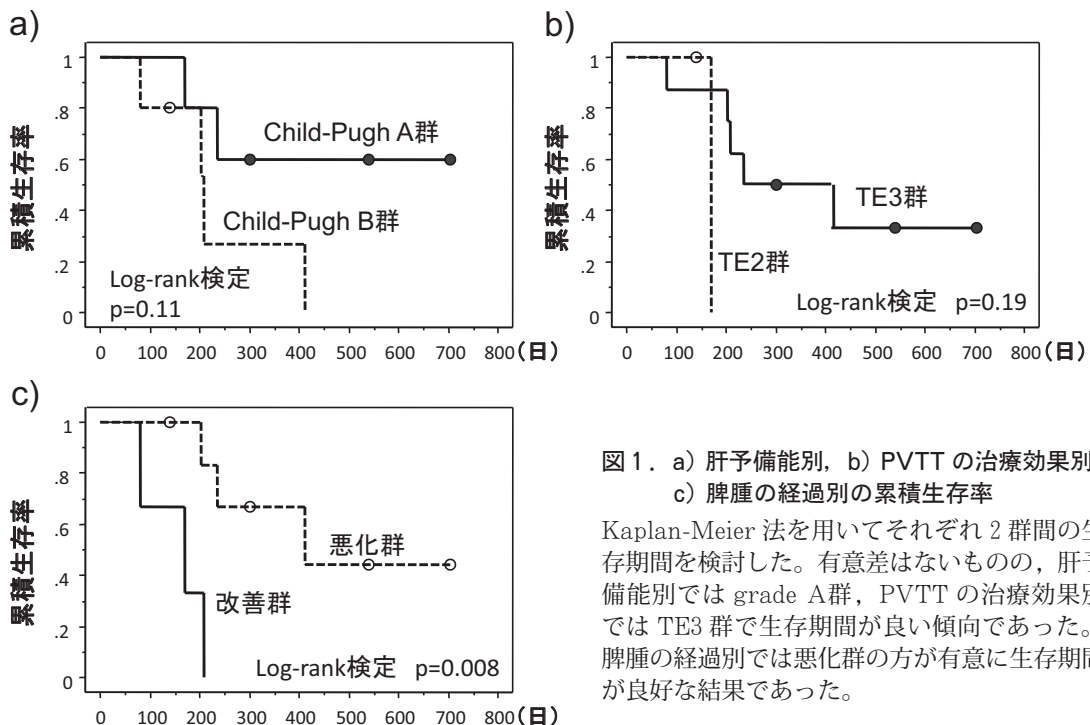 a)
1
.8
.6
.4
.2
0
累積生存率
Child-Pugh A群
Child-Pugh B群
Log-rank検定
p=0.11
0 100 200 300 400 500 600 700 800(日)
b)
1
.8
.6
.4
.2
0
累積生存率
TE3群
TE2群
Log-rank検定 p=0.19
0 100 200 300 400 500 600 700 800(日)
c)
1
.8
.6
.4
.2
0
累積生存率
悪化群
改善群
Log-rank検定 p=0.008
0 100 200 300 400 500 600 700 800(日)
図1. a) 肝予備能別, b) PVTT の治療効果別
c) 脾腫の経過別の累積生存率
Kaplan-Meier 法を用いてそれぞれ2群間の生
存期間を検討した。有意差はないものの, 肝予
備能別では grade A群, PVTT の治療効果別
では TE3 群で生存期間が良い傾向であった。
脾腫の経過別では悪化群の方が有意に生存期間
が良好な結果であった。